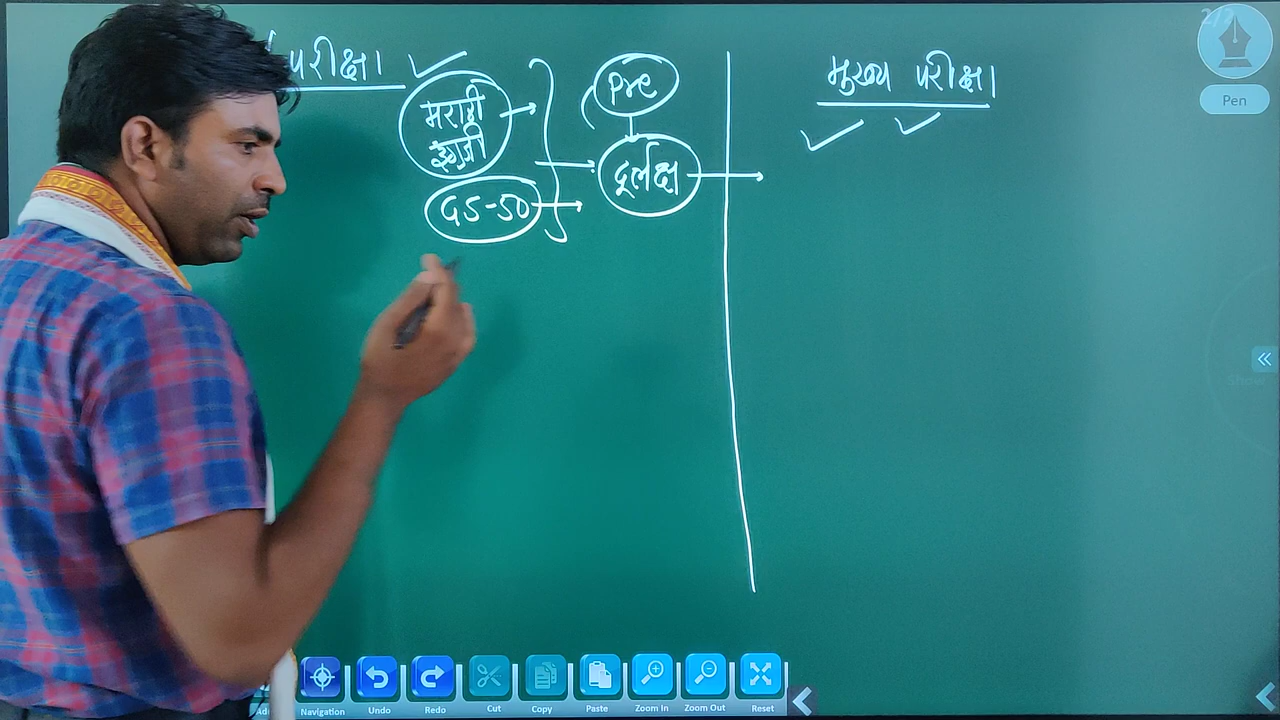 परीक्षा
मराठी
इंग्रजी
GS-50
Pre
दूर्लक्ष
मुख्य परीक्षा
Pen
Navigation
Undo
Redo
Cut
Copy
Paste
Zoom In
Zoom Out
Reset